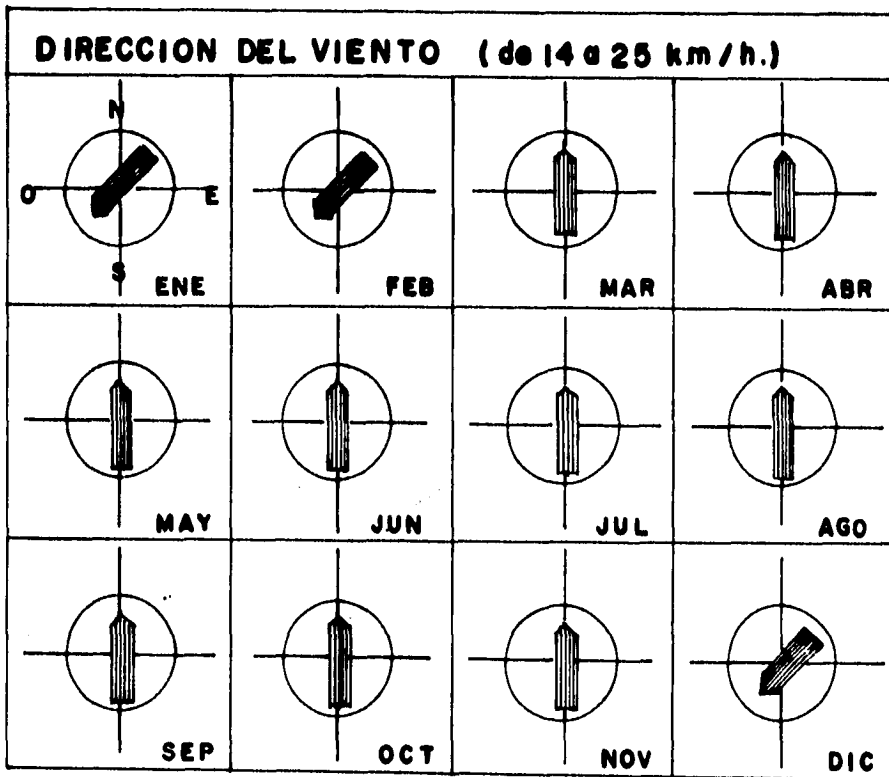 DIRECCION DEL VIENTO (de 14 a 25 km/h.)
N
O E
S
ENE FEB MAR ABR
MAY JUN JUL AGO
SEP OCT NOV DIC